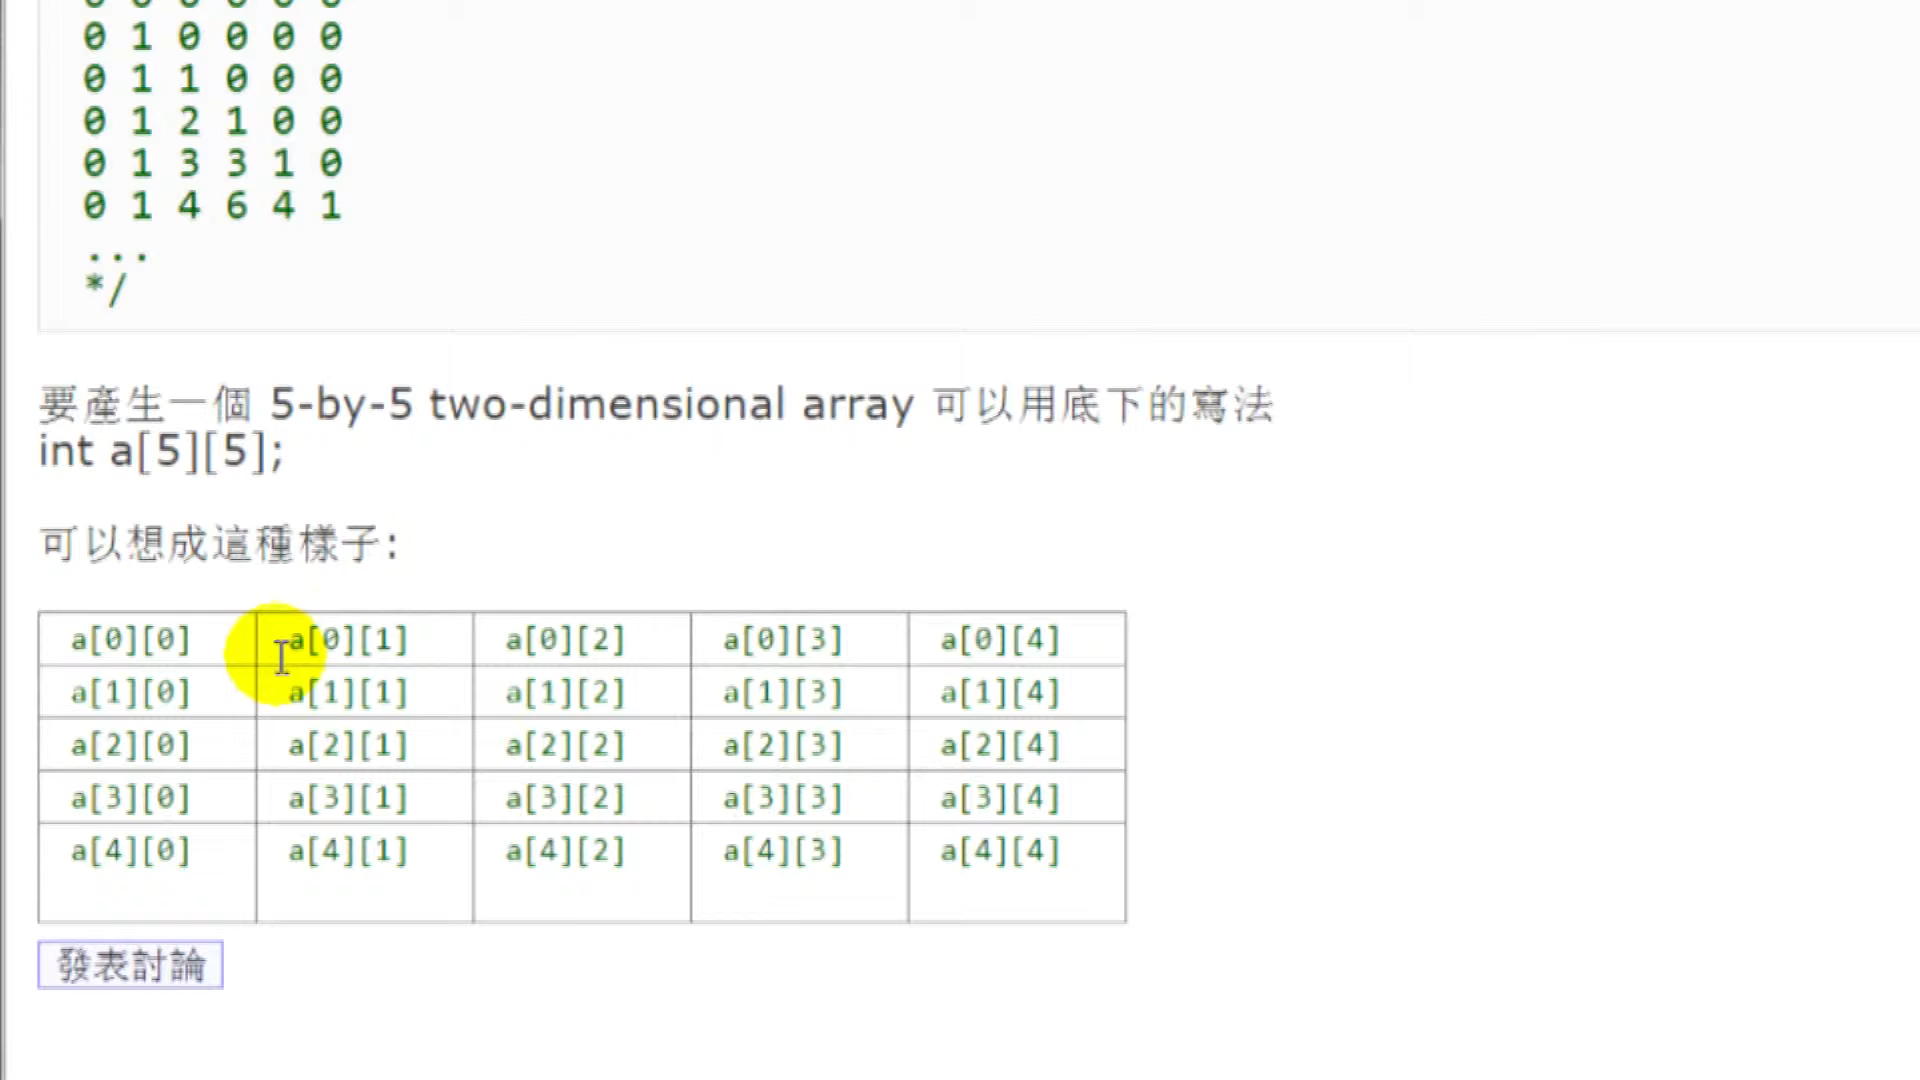 0 1 0 0 0 0
0 1 1 0 0 0
0 1 2 1 0 0
0 1 3 3 1 0
0 1 4 6 4 1
...
*/
要產生一個 5-by-5 two-dimensional array 可以用底下的寫法
int a[5][5];
可以想成這種樣子:
a[0][0] a[0][1] a[0][2] a[0][3] a[0][4]
a[1][0] a[1][1] a[1][2] a[1][3] a[1][4]
a[2][0] a[2][1] a[2][2] a[2][3] a[2][4]
a[3][0] a[3][1] a[3][2] a[3][3] a[3][4]
a[4][0] a[4][1] a[4][2] a[4][3] a[4][4]
發表討論